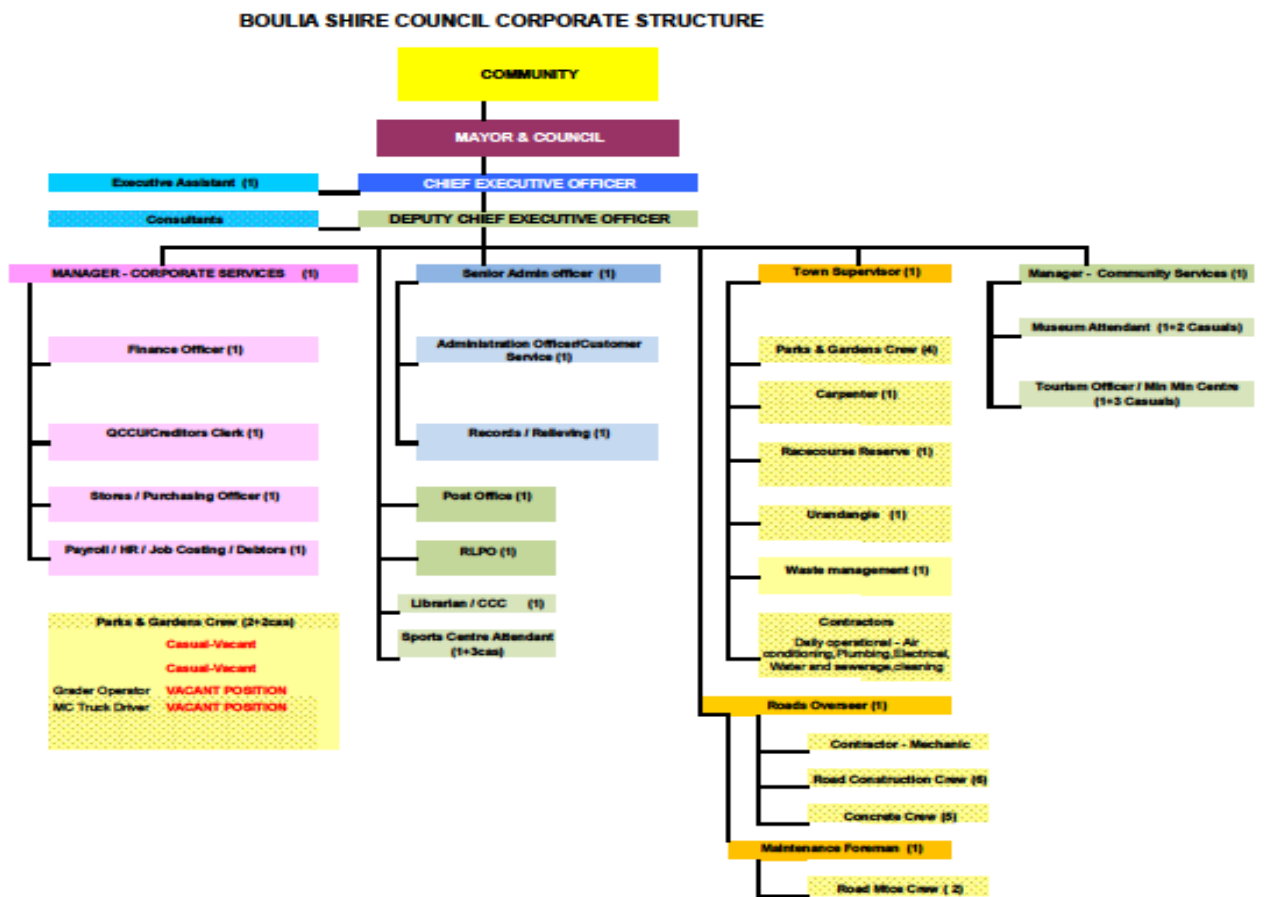 BOULIA SHIRE COUNCIL CORPORATE STRUCTURE
COMMUNITY
MAYOR & COUNCIL
Executive Assistant (1)
CHIEF EXECUTIVE OFFICER
Consultants
DEPUTY CHIEF EXECUTIVE OFFICER
MANAGER - CORPORATE SERVICES (1)
Finance Officer (1)
QCCU/Creditors Clerk (1)
Stores / Purchasing Officer (1)
Payroll / HR / Job Costing / Debtors (1)
Parks & Gardens Crew (2+2cas)
Casual-Vacant
Casual-Vacant
Grader Operator VACANT POSITION
MC Truck Driver VACANT POSITION
Senior Admin officer (1)
Administration Officer/Customer
Service (1)
Records / Relieving (1)
Post Office (1)
RLPO (1)
Librarian / CCC (1)
Sports Centre Attendant
(1+3cas)
Town Supervisor (1)
Parks & Gardens Crew (4)
Carpenter (1)
Racecourse Reserve (1)
Urandangie (1)
Waste management (1)
Contractors
Daily operational - Air
conditioning,Plumbing,Electrical,
Water and sewerage,cleaning
Roads Overseer (1)
Contractor - Mechanic
Road Construction Crew (6)
Concrete Crew (5)
Maintenance Foreman (1)
Road Mtce Crew ( 2)
Manager - Community Services (1)
Museum Attendant (1+2 Casuals)
Tourism Officer / Min Min Centre
(1+3 Casuals)